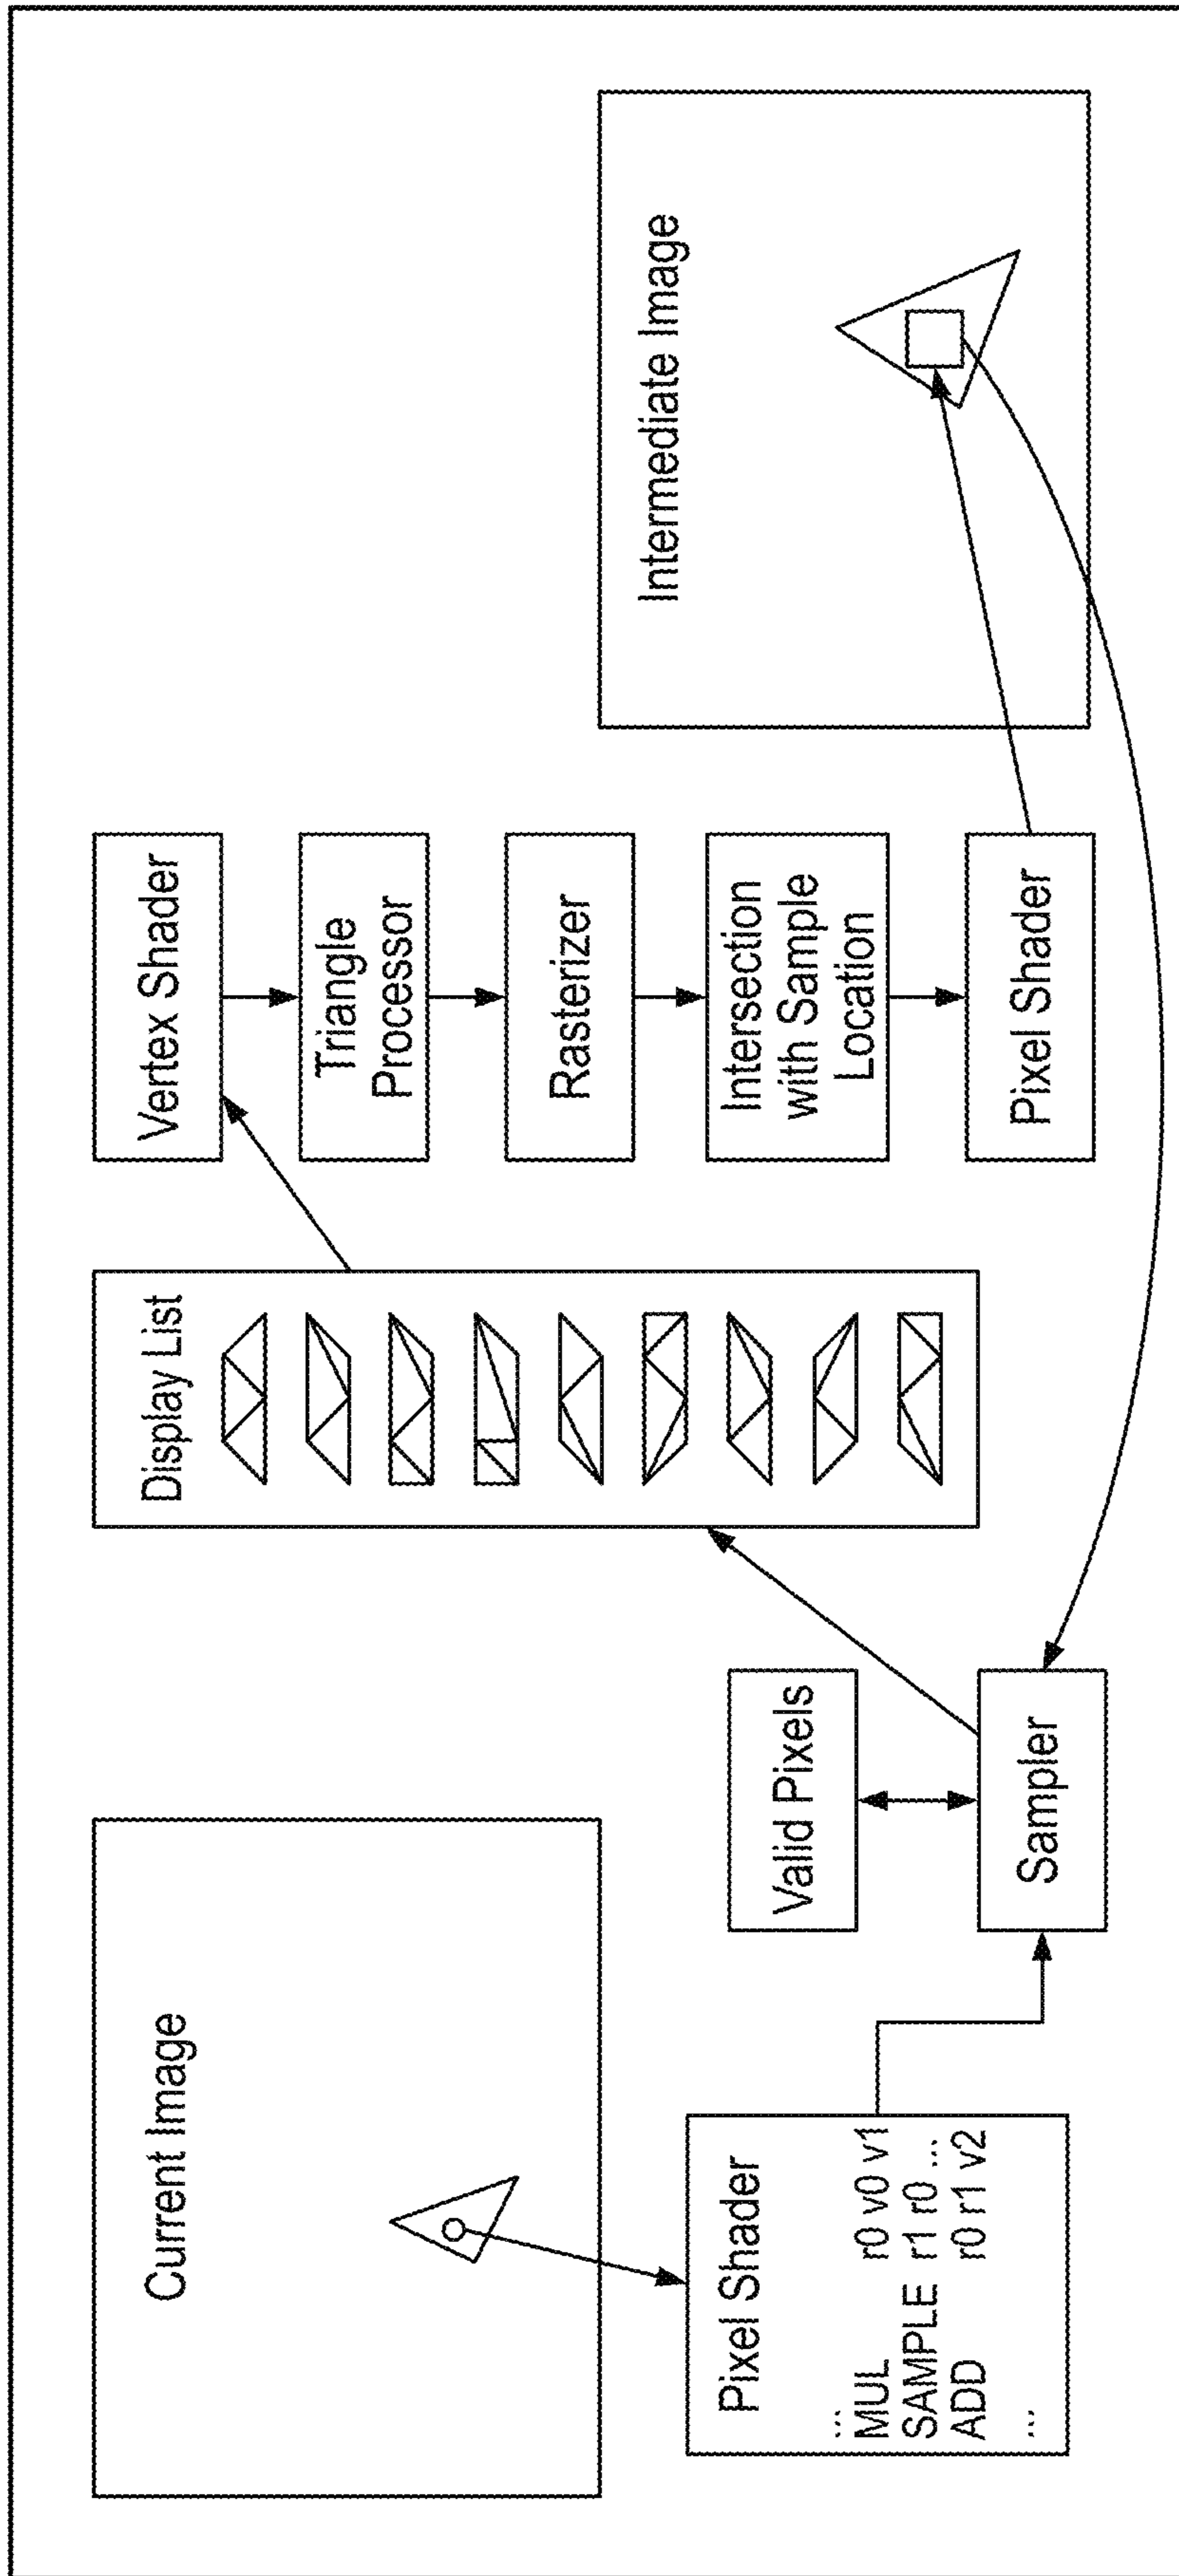 Current Image
Pixel Shader
...
MUL r0 v0 v1
SAMPLE r1 r0 ...
ADD r0 r1 v2
...
Valid Pixels
Sampler
Display List
Vertex Shader
Triangle
Processor
Rasterizer
Intersection
with Sample
Location
Pixel Shader
Intermediate Image